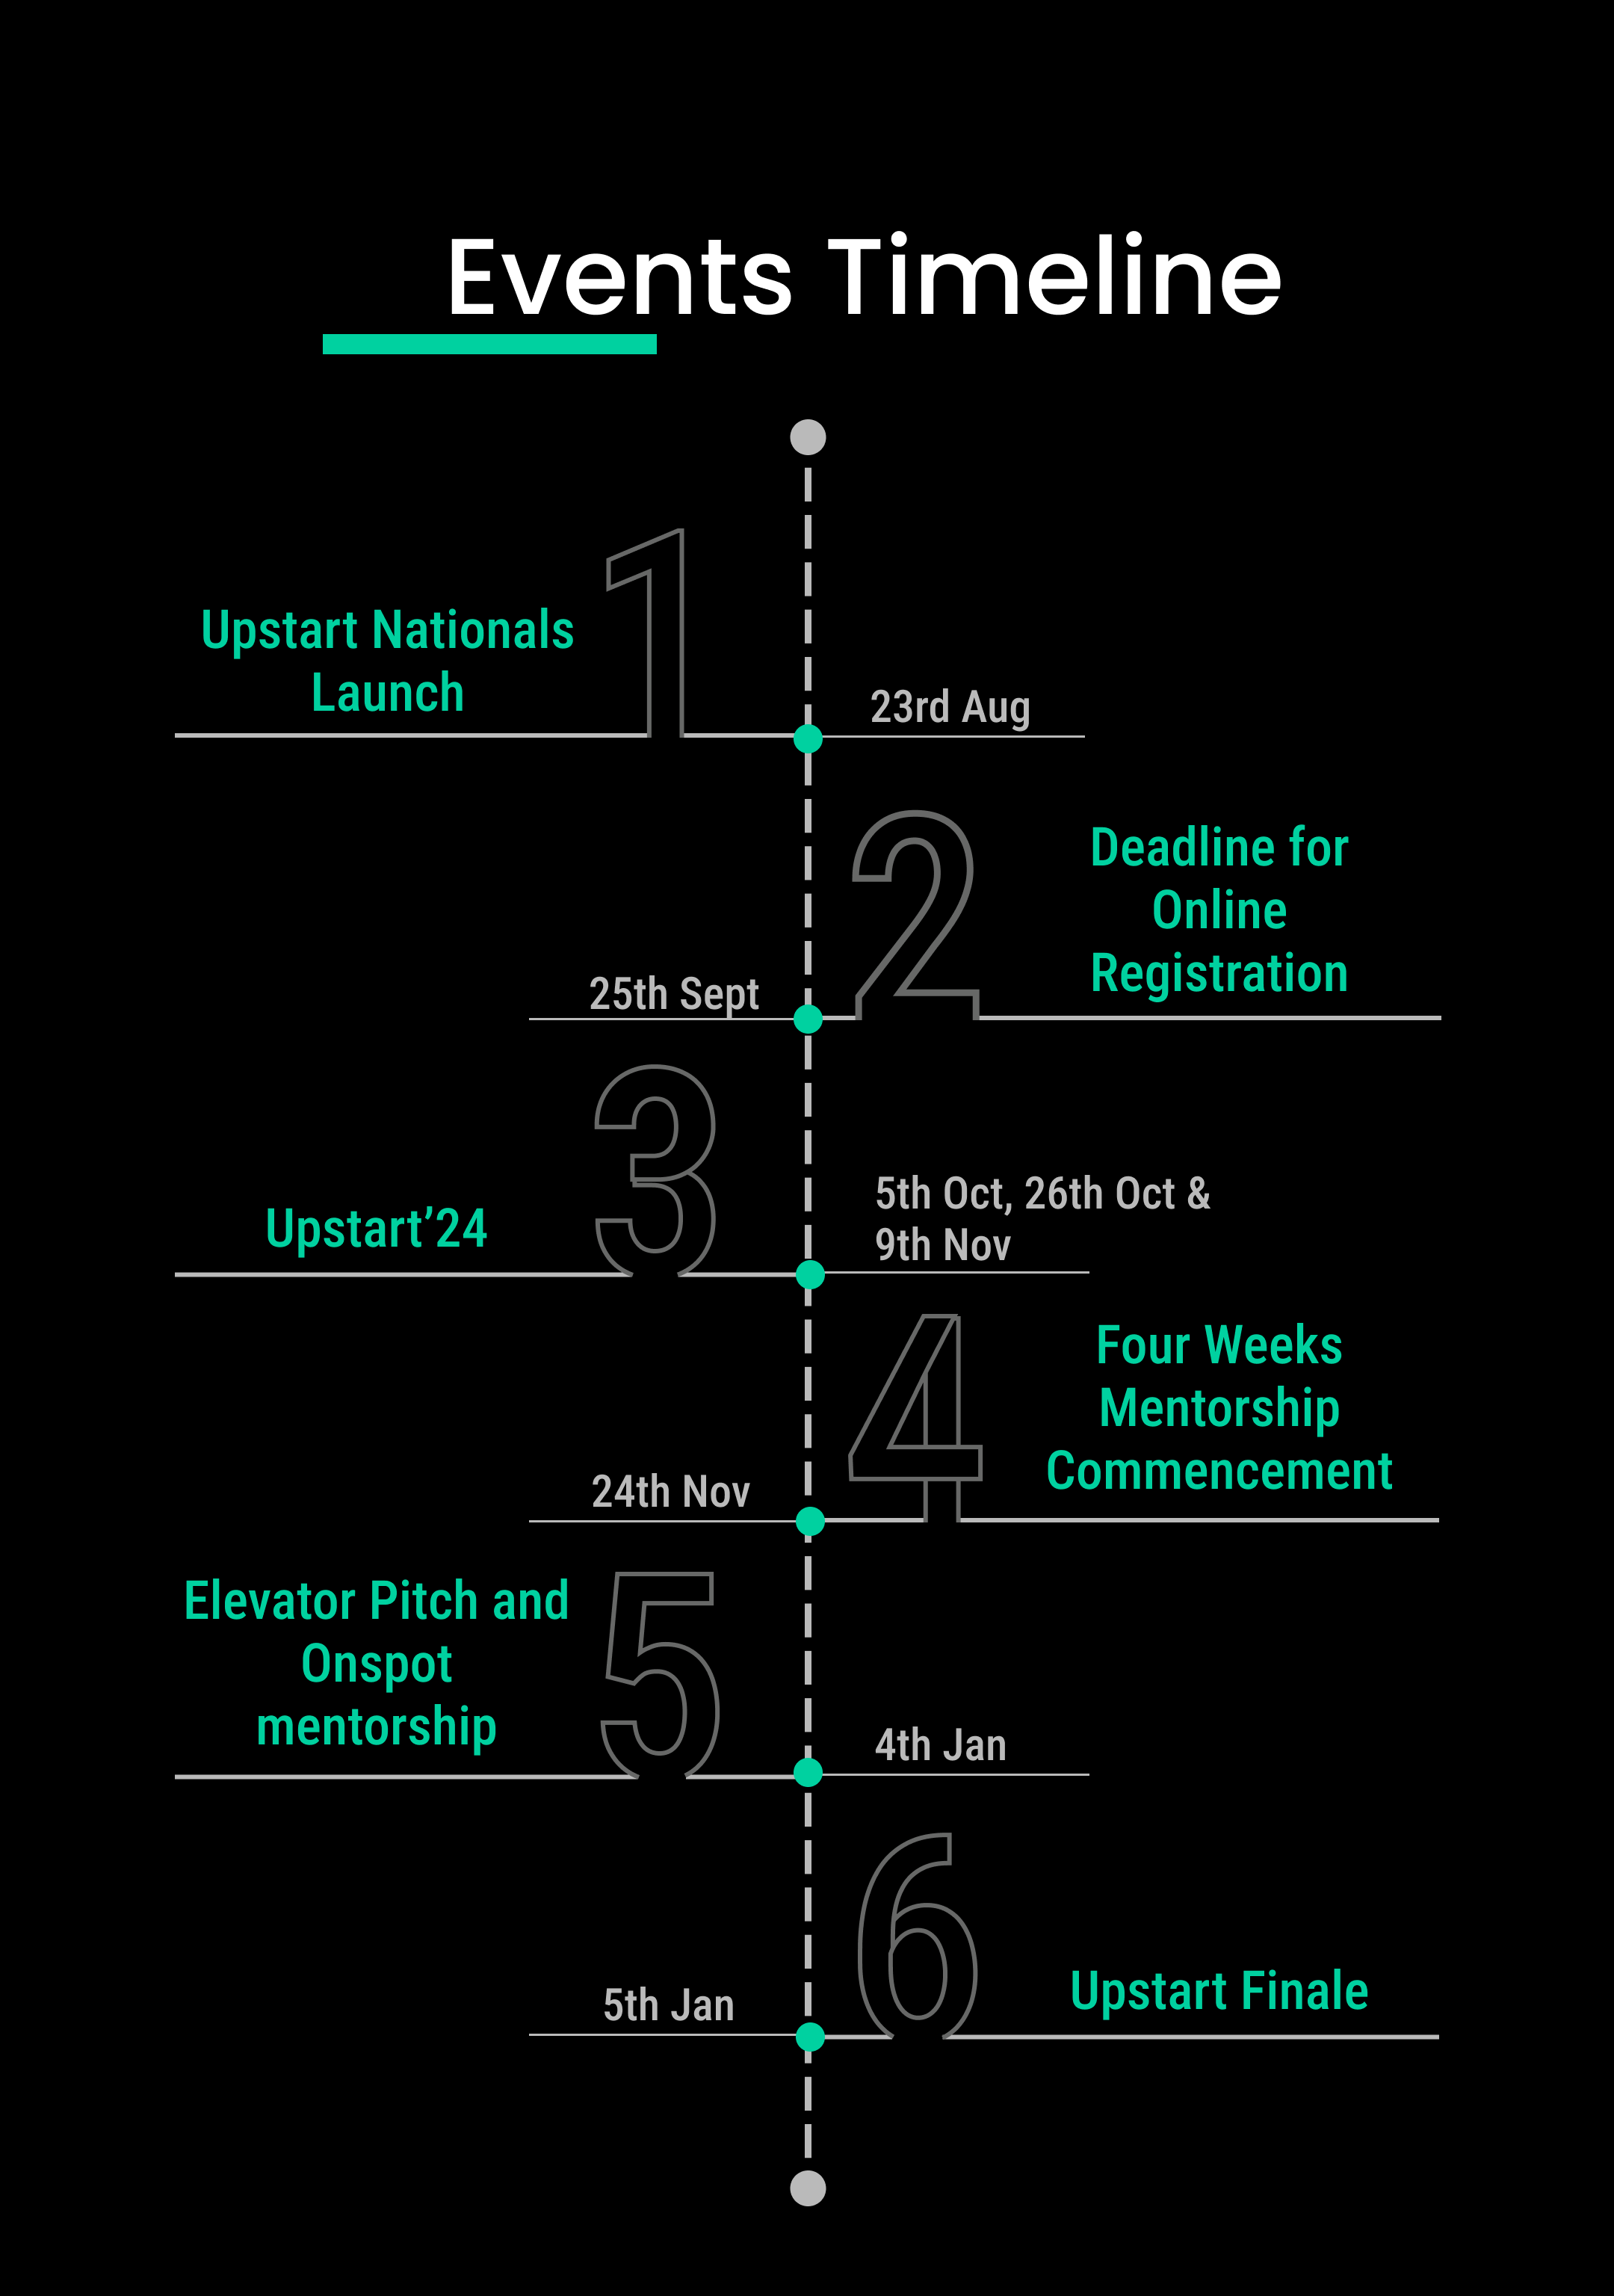 Events Timeline
1
Upstart Nationals
Launch
23rd Aug
2
Deadline for
Online
Registration
25th Sept
3
Upstart’24
5th Oct, 26th Oct &
9th Nov
4
Four Weeks
Mentorship
Commencement
24th Nov
5
Elevator Pitch and
Onspot
mentorship
4th Jan
6
Upstart Finale
5th Jan